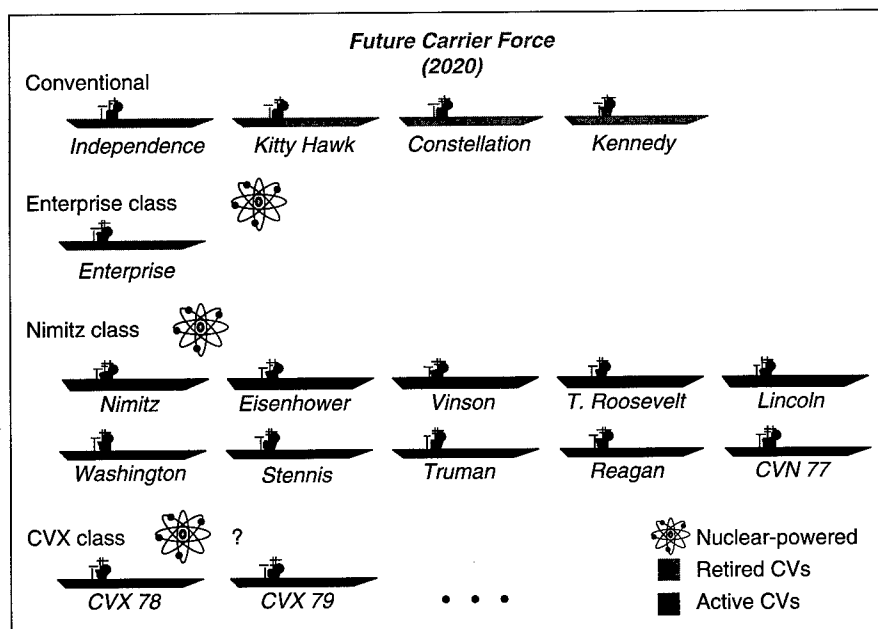 Future Carrier Force
(2020)
Conventional
Independence Kitty Hawk Constellation Kennedy
Enterprise class
Enterprise
Nimitz class
Nimitz Eisenhower Vinson T. Roosevelt Lincoln
Washington Stennis Truman Reagan CVN 77
CVX class ?
CVX 78 CVX 79 • • •
Nuclear-powered
Retired CVs
Active CVs